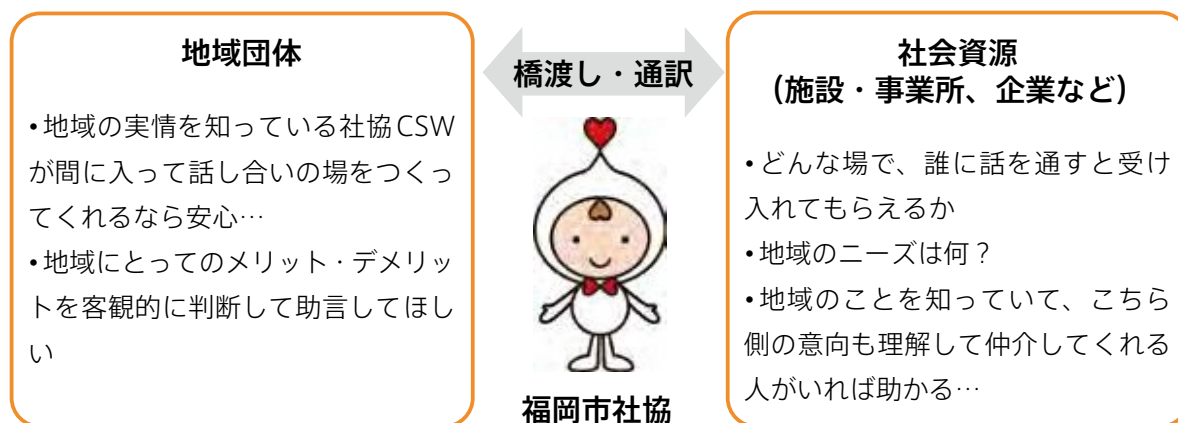 地域団体
•地域の実情を知っている社協CSW
が間に入って話し合いの場をつくっ
てくれるなら安心…
•地域にとってのメリット・デメリッ
トを客観的に判断して助言してほし
い
橋渡し・通訳
福岡市社協
社会資源
（施設・事業所、企業など）
•どんな場で、誰に話を通すと受け
入れてもらえるか
•地域のニーズは何？
•地域のことを知っていて、こちら
側の意向も理解して仲介してくれる
人がいれば助かる…